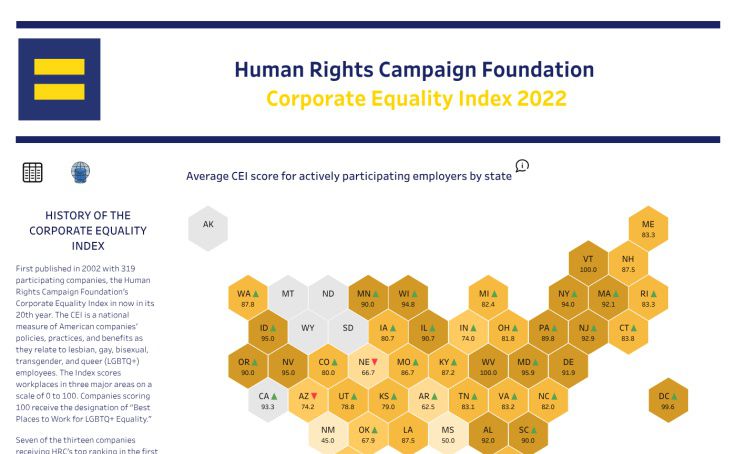 Human Rights Campaign Foundation
Corporate Equality Index 2022
Average CEI score for actively participating employers by state
HISTORY OF THE
CORPORATE EQUALITY
INDEX
First published in 2002 with 319
participating companies, the Human
Rights Campaign Foundation's
Corporate Equality Index in now in its
20th year. The CEI is a national
measure of American companies'
policies, practices, and benefits as
they relate to lesbian, gay, bisexual,
transgender, and queer (LGBTQ+)
employees. The Index scores
workplaces in three major areas on a
scale of 0 to 100. Companies scoring
100 receive the designation of "Best
Places to Work for LGBTQ+ Equality."
Seven of the thirteen companies
receiving HRC's top ranking in the first
AK
ME
83.3
VT
100.0
NH
87.5
WA ▲
87.8
MT
ND
MN ▲
90.0
WI ▲
94.8
MI ▲
82.4
NY ▲
94.0
MA ▲
92.1
RI ▲
83.3
ID ▲
95.0
WY
SD
IA ▲
80.7
IL ▲
90.7
IN ▲
74.0
OH ▲
81.8
PA ▲
89.8
NJ ▲
92.9
CT ▲
83.8
OR ▲
90.0
NV
95.0
CO ▲
80.0
NE ▼
66.7
MO ▲
86.7
KY ▲
87.2
WV
100.0
MD ▲
95.9
DE
91.9
CA ▲
93.3
AZ ▼
74.2
UT ▲
78.8
KS ▲
79.0
AR ▲
62.5
TN ▲
83.1
VA ▲
83.2
NC ▲
82.0
DC ▲
99.6
NM
45.0
OK ▲
67.9
LA
87.5
MS
50.0
AL
92.0
SC ▲
90.0